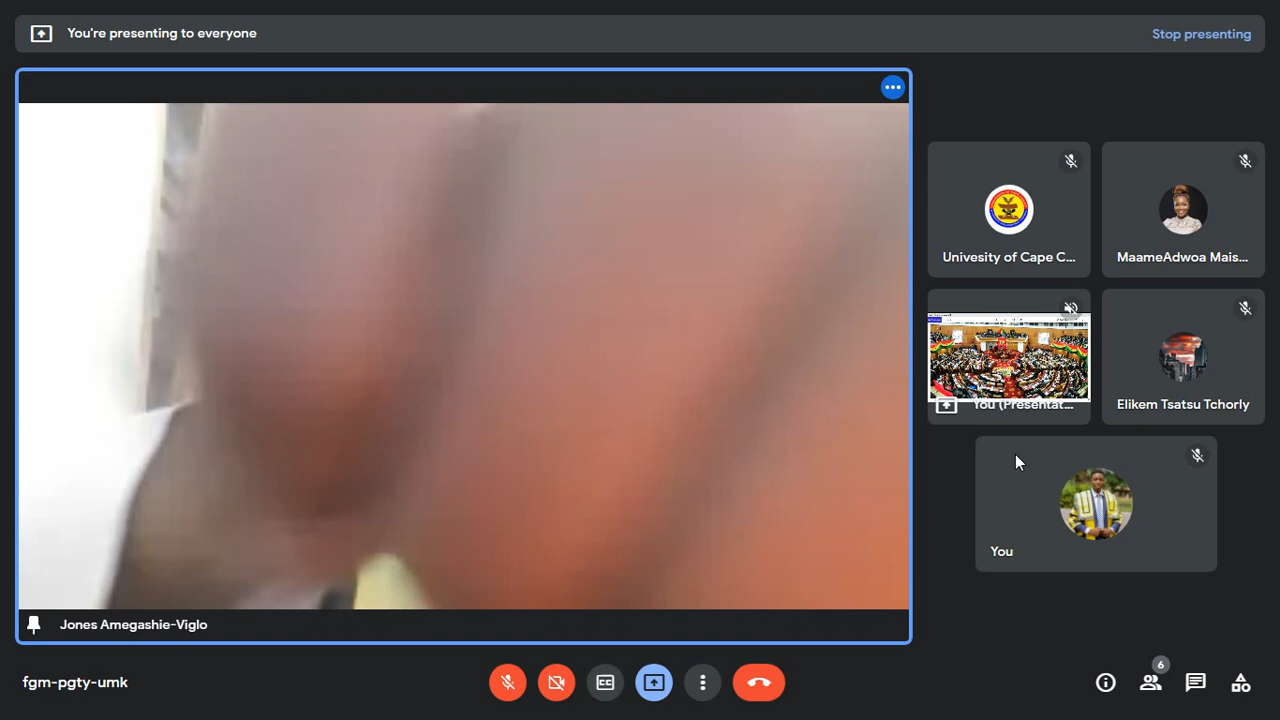 You're presenting to everyone
Stop presenting
Univesity of Cape C...
MaameAdwoa Mais...
You (Presentat...
Elikem Tsatsu Tchorly
You
Jones Amegashie-Viglo
fgm-pgty-umk
CC
6